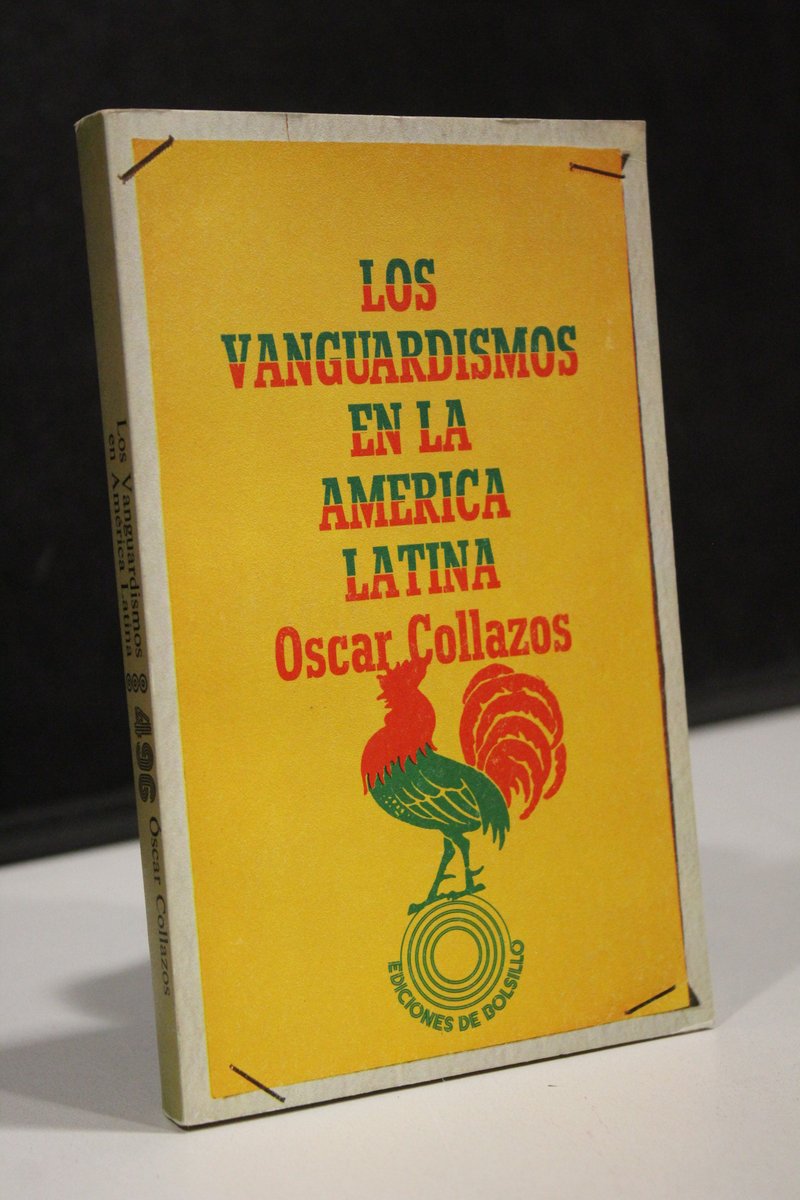 LOS
VANGUARDISMOS
EN LA
AMERICA
LATINA
Oscar Collazos
EDICIONES DE BOLSILLO
Los Vanguardismos
en América Latina
8 496 Oscar Collazos